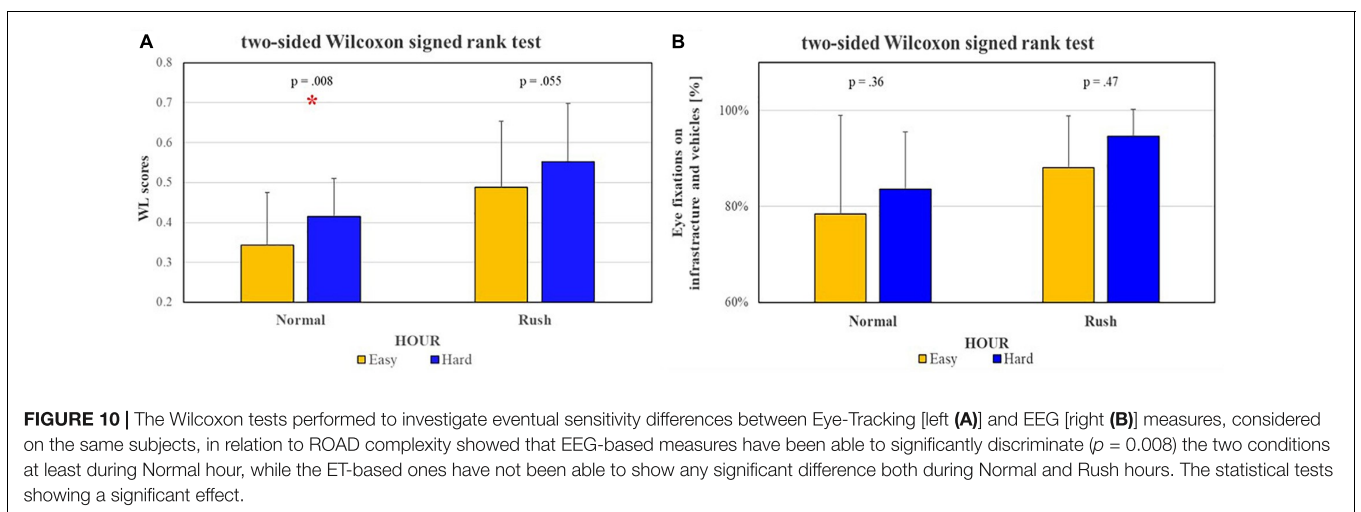 A
two-sided Wilcoxon signed rank test
0.8
0.7
0.6
0.5
0.4
0.3
0.2
WL scores
p = .008
*
p = .055
Normal
Rush
HOUR
Easy
Hard
B
two-sided Wilcoxon signed rank test
Eye fixations on
infrastracture and vehicles [%]
100%
80%
60%
p = .36
p = .47
Normal
Rush
HOUR
Easy
Hard
FIGURE 10 | The Wilcoxon tests performed to investigate eventual sensitivity differences between Eye-Tracking [left (A)] and EEG [right (B)] measures, considered
on the same subjects, in relation to ROAD complexity showed that EEG-based measures have been able to significantly discriminate (p = 0.008) the two conditions
at least during Normal hour, while the ET-based ones have not been able to show any significant difference both during Normal and Rush hours. The statistical tests
showing a significant effect.